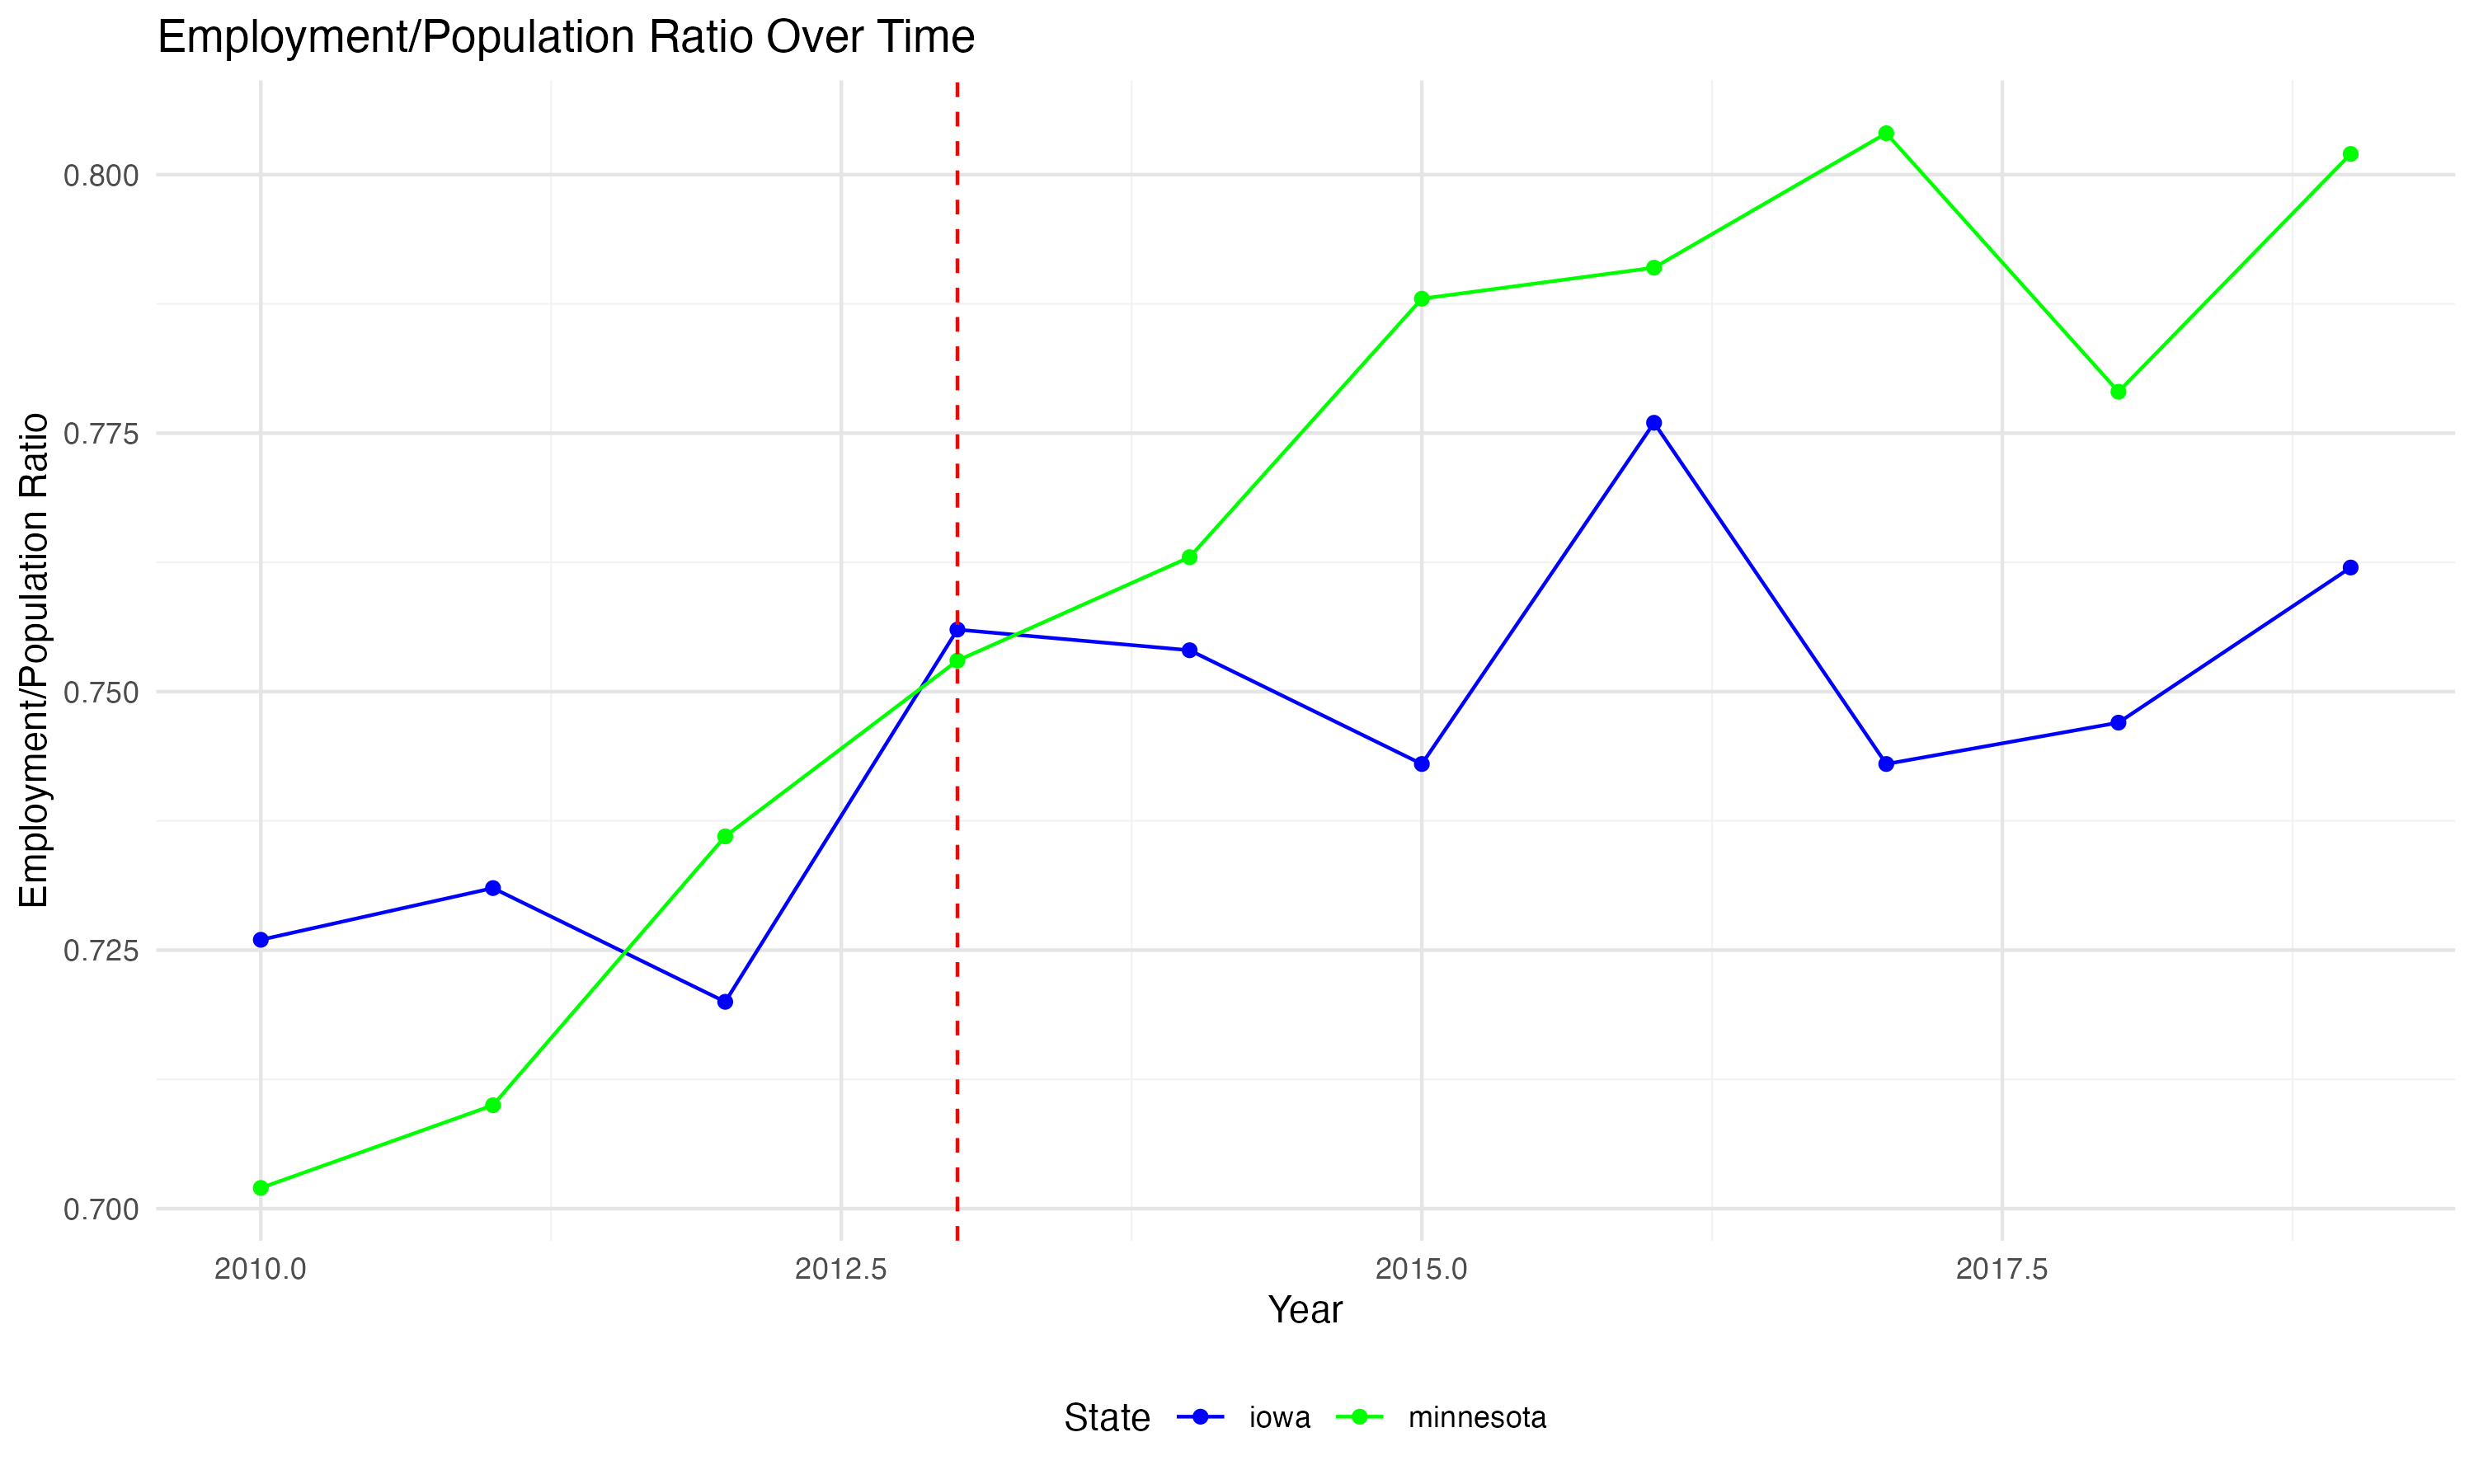 Employment/Population Ratio Over Time
Employment/Population Ratio
0.800
0.775
0.750
0.725
0.700
2010.0 2012.5 2015.0 2017.5
Year
State iowa minnesota